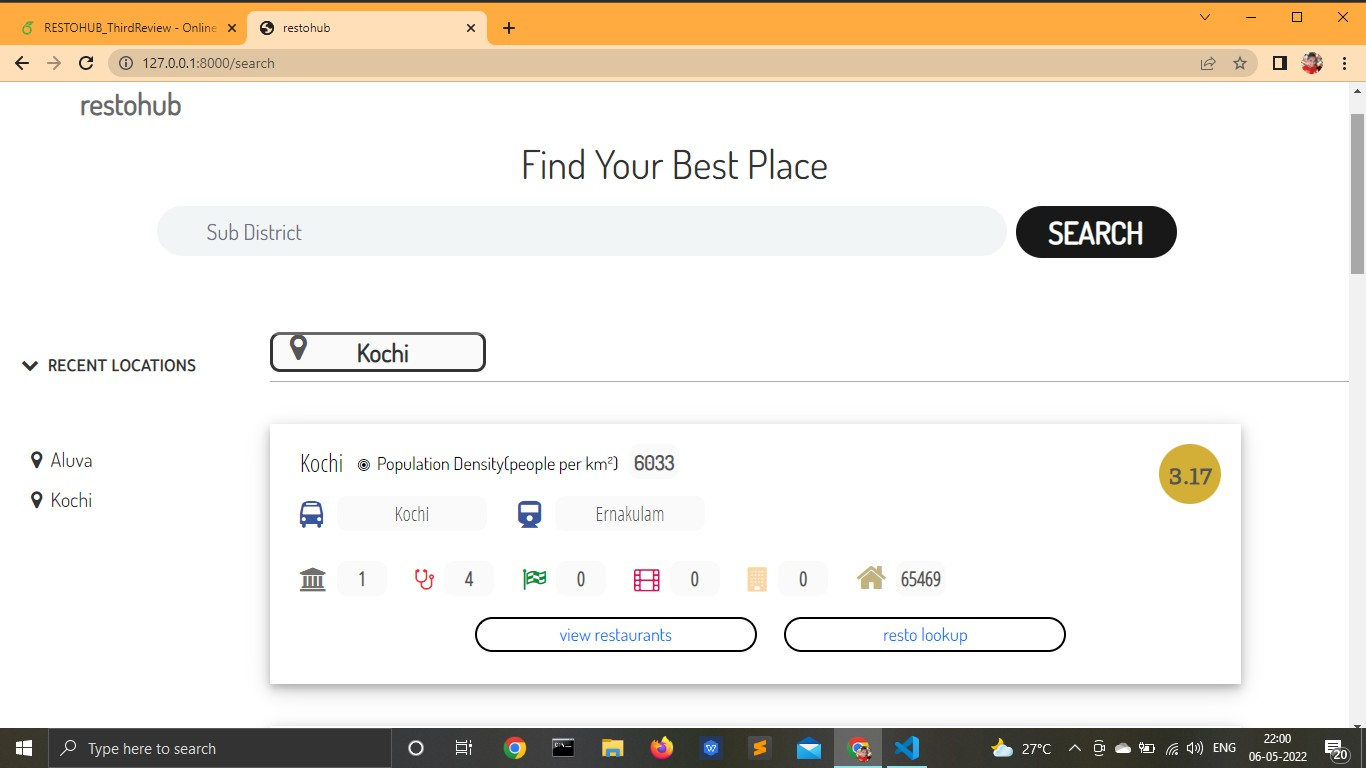 RESTOHUB_ThirdReview - Online
restohub
127.0.0.1:8000/search
restohub
Find Your Best Place
Sub District
SEARCH
RECENT LOCATIONS
Aluva
Kochi
Kochi
Kochi Population Density(people per km²) 6033
3.17
Kochi Ernakulam
1 4 0 0 0 65469
view restaurants resto lookup
Type here to search
27°C
ENG
22:00
06-05-2022
20